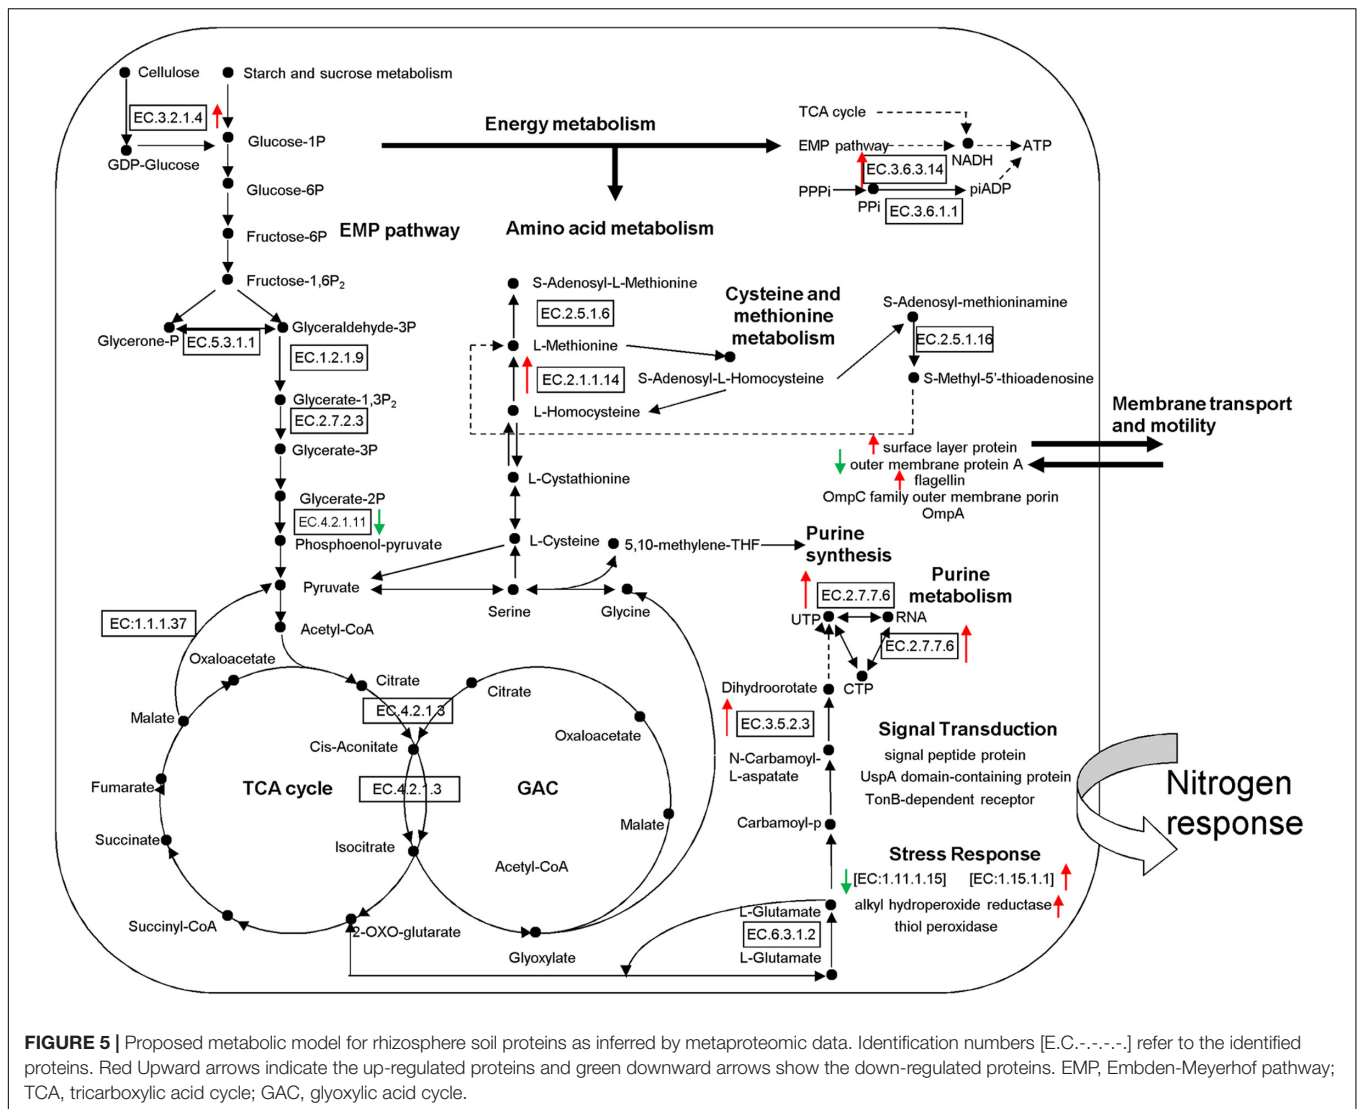 Cellulose
Starch and sucrose metabolism
EC.3.2.1.4
GDP-Glucose
Glucose-1P
Glucose-6P
Fructose-6P
EMP pathway
Fructose-1,6P₂
Glycerone-P
EC.5.3.1.1
Glyceraldehyde-3P
EC.1.2.1.9
Glycerate-1,3P₂
EC.2.7.2.3
Glycerate-3P
Glycerate-2P
EC.4.2.1.11
Phosphoenol-pyruvate
Pyruvate
EC:1.1.1.37
Acetyl-CoA
Energy metabolism
TCA cycle
EMP pathway
NADH
ATP
EC.3.6.3.14
PPPi
PPi
piADP
EC.3.6.1.1
Amino acid metabolism
S-Adenosyl-L-Methionine
EC.2.5.1.6
L-Methionine
EC.2.1.1.14
L-Homocysteine
L-Cystathionine
L-Cysteine
Serine
Glycine
5,10-methylene-THF
Cysteine and
methionine
metabolism
S-Adenosyl-L-Homocysteine
S-Adenosyl-methioninamine
EC.2.5.1.16
S-Methyl-5'-thioadenosine
Membrane transport
and motility
surface layer protein
outer membrane protein A
flagellin
OmpC family outer membrane porin
OmpA
Purine
synthesis
Purine
metabolism
EC.2.7.7.6
UTP
RNA
EC.2.7.7.6
CTP
Dihydroorotate
EC.3.5.2.3
N-Carbamoyl-
L-aspatate
Carbamoyl-p
L-Glutamate
EC.6.3.1.2
L-Glutamate
Oxaloacetate
Citrate
EC.4.2.1.3
Malate
Cis-Aconitate
Fumarate
TCA cycle
EC.4.2.1.3
Succinate
Isocitrate
Succinyl-CoA
2-OXO-glutarate
Citrate
Oxaloacetate
GAC
Malate
Acetyl-CoA
Glyoxylate
Signal Transduction
signal peptide protein
UspA domain-containing protein
TonB-dependent receptor
Nitrogen
response
Stress Response
[EC:1.11.1.15] [EC:1.15.1.1]
alkyl hydroperoxide reductase
thiol peroxidase
FIGURE 5 | Proposed metabolic model for rhizosphere soil proteins as inferred by metaproteomic data. Identification numbers [E.C.-.-.-.-.] refer to the identified
proteins. Red Upward arrows indicate the up-regulated proteins and green downward arrows show the down-regulated proteins. EMP, Embden-Meyerhof pathway;
TCA, tricarboxylic acid cycle; GAC, glyoxylic acid cycle.